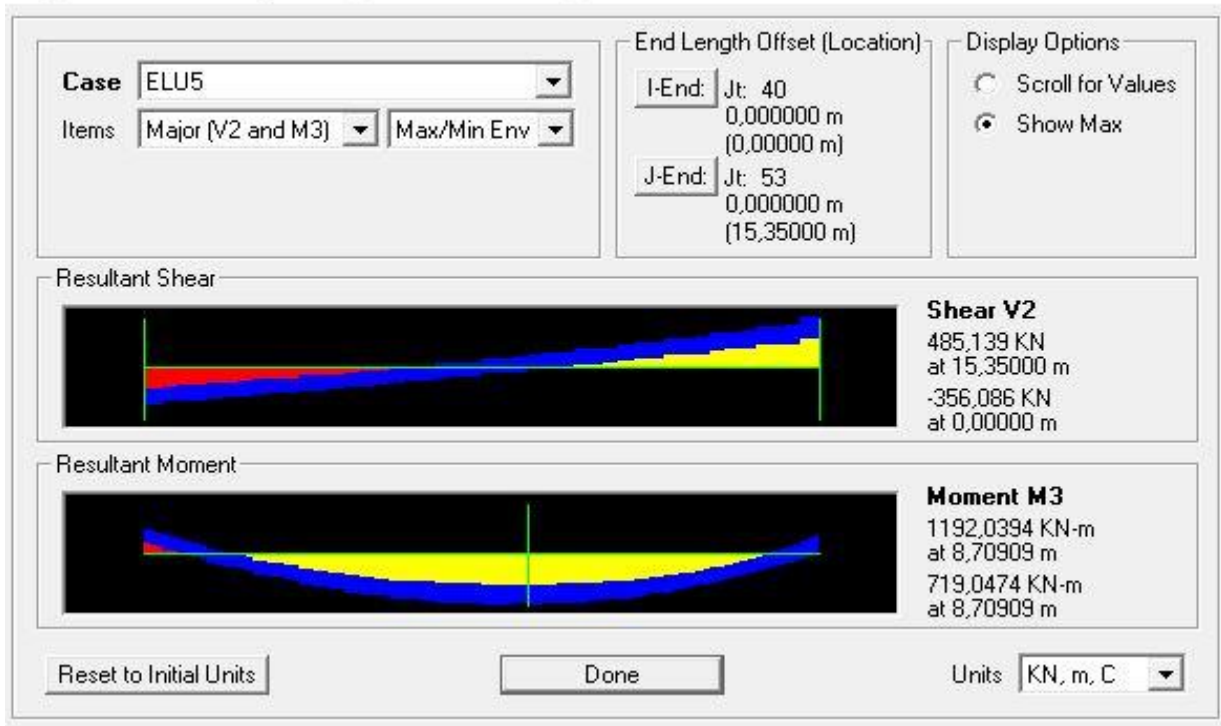 Case ELU5
Items Major (V2 and M3) Max/Min Env
End Length Offset (Location)
I-End: Jt: 40
0,000000 m
(0,00000 m)
J-End: Jt: 53
0,000000 m
(15,35000 m)
Display Options
Scroll for Values
Show Max
Resultant Shear
Shear V2
485,139 KN
at 15,35000 m
-356,086 KN
at 0,00000 m
Resultant Moment
Moment M3
1192,0394 KN-m
at 8,70909 m
719,0474 KN-m
at 8,70909 m
Reset to Initial Units Done Units KN, m, C